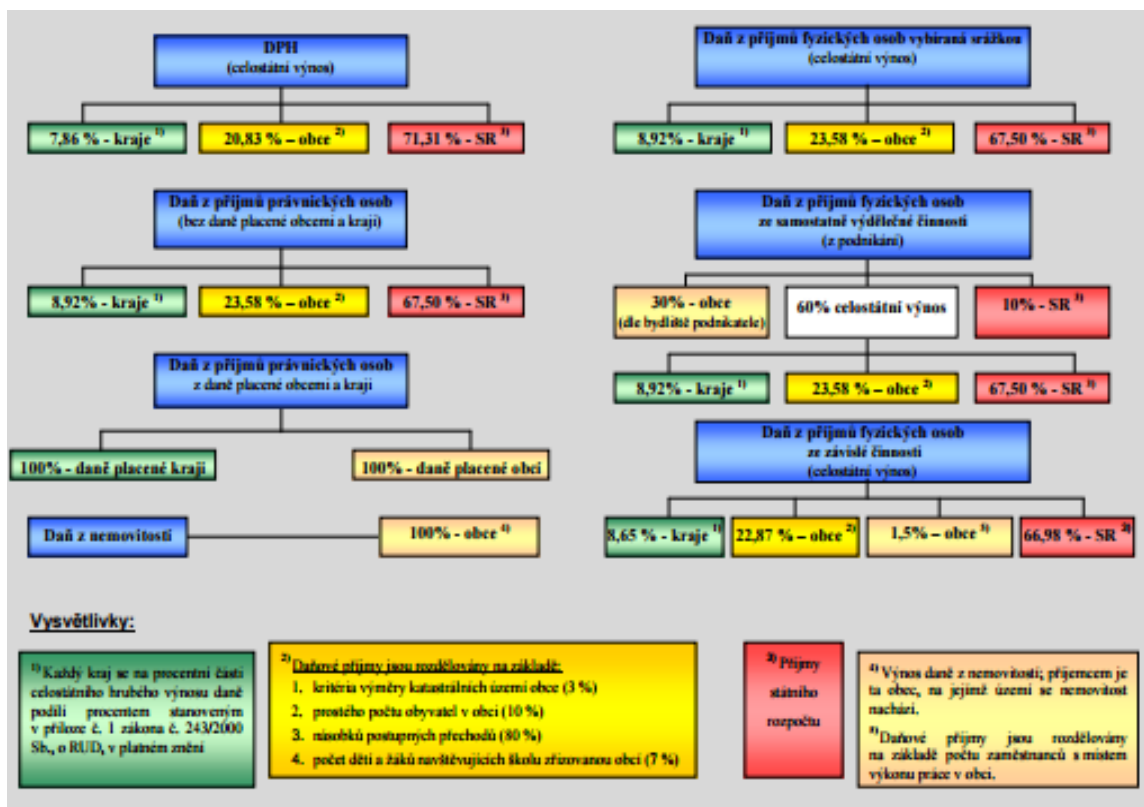 DPH
(celostátní výnos)
7,86 % - kraje 1)
20,83 % – obce 2)
71,31 % - SR 3)
Daň z příjmů právnických osob
(bez daně placené obcemi a kraji)
8,92% - kraje 1)
23,58 % – obce 2)
67,50 % - SR 3)
Daň z příjmů právnických osob
z daně placené obcemi a kraji
100% - daně placené kraji
100% - daně placené obcí
Daň z nemovitostí
100% - obce 4)
Daň z příjmů fyzických osob vybíraná srážkou
(celostátní výnos)
8,92% - kraje 1)
23,58 % – obce 2)
67,50 % - SR 3)
Daň z příjmů fyzických osob
ze samostatně výdělečné činnosti
(z podnikání)
30% - obce
(dle bydliště podnikatele)
60% celostátní výnos
10% - SR 3)
8,92% - kraje 1)
23,58 % – obce 2)
67,50 % - SR 3)
Daň z příjmů fyzických osob
ze závislé činnosti
(celostátní výnos)
8,65 % - kraje 1)
22,87 % – obce 2)
1,5% – obce
66,98 % - SR
Vysvětlivky:
1) Každý kraj se na procentní části
celostátního hrubého výnosu daně
podílí procentem stanoveným
v příloze č. 1 zákona č. 243/2000
Sb., o RUD, v platném znění
2) Daňové příjmy jsou rozdělovány na základě:
1. kritéria výměry katastrálních území obce (3 %)
2. prostého počtu obyvatel v obci (10 %)
3. násobků postupných přechodů (80 %)
4. počet dětí a žáků navštěvujících školu zřizovanou obcí (7 %)
3) Příjmy
státního
rozpočtu
4) Výnos daně z nemovitostí; příjemcem je
ta obec, na jejímž území se nemovitost
nachází.
Daňové příjmy jsou rozdělovány
na základě počtu zaměstnanců s místem
výkonu práce v obci.